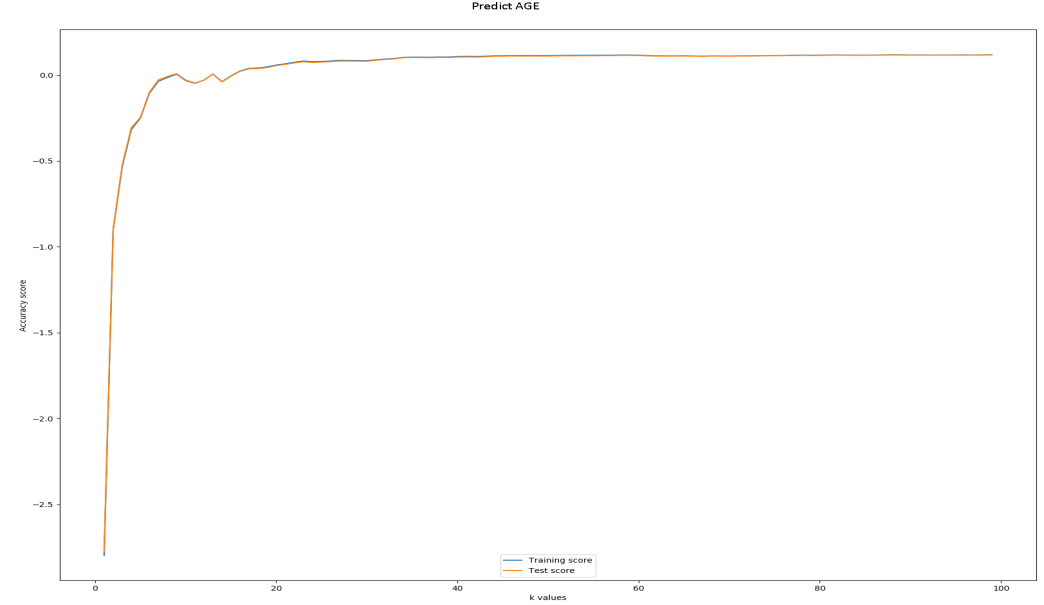 Predict AGE
0.0
−0.5
−1.0
−1.5
−2.0
−2.5
Accuracy score
Training score
Test score
0 20 40 60 80 100
k values